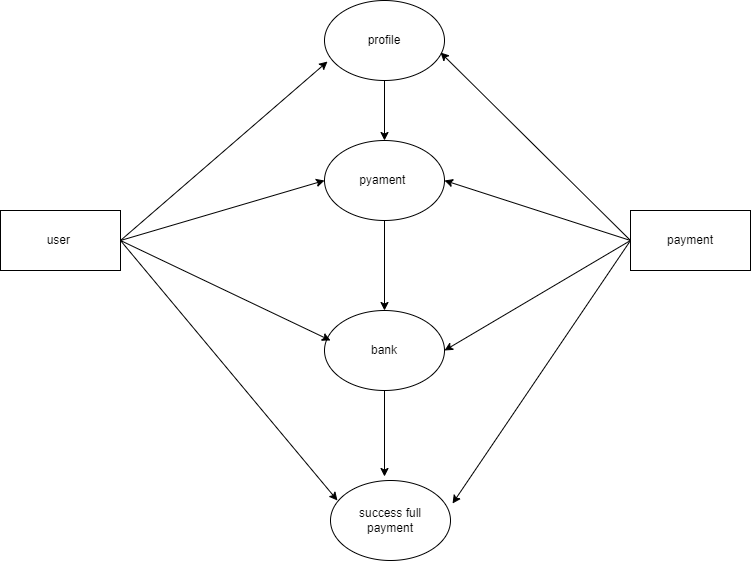 profile
pyament
user
payment
bank
success full
payment